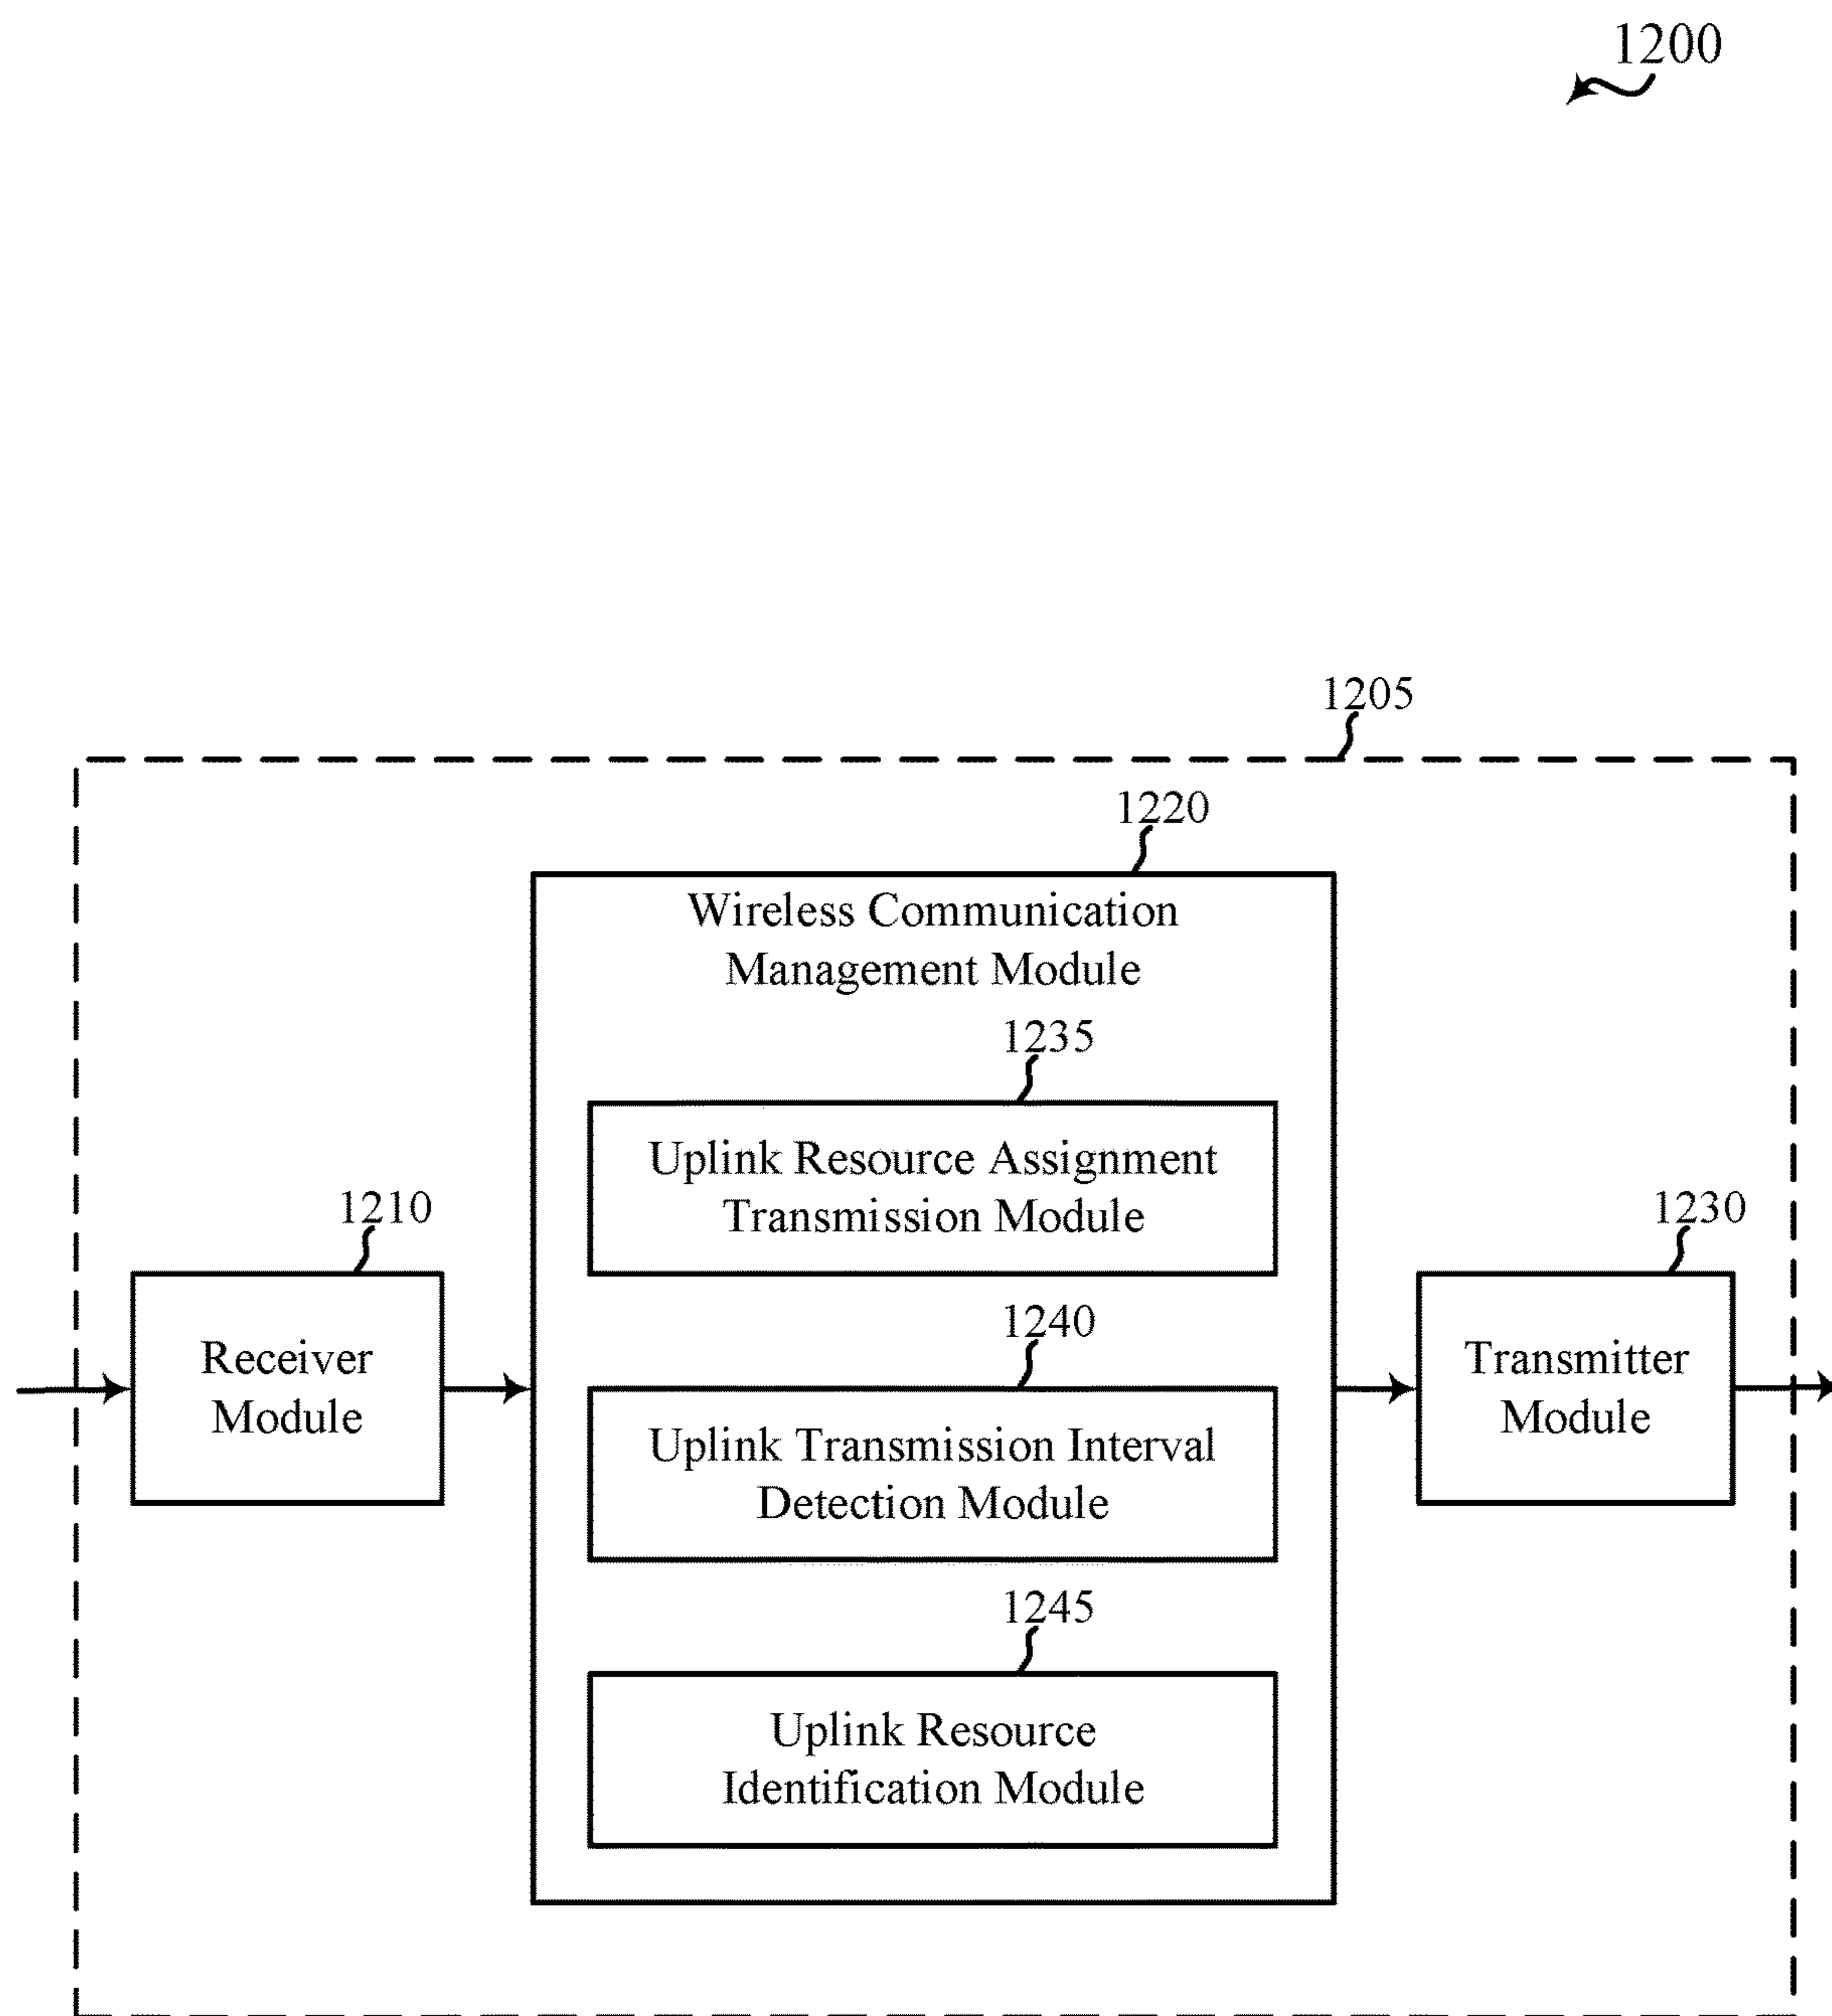 1200
1205
1220
Wireless Communication
Management Module
1235
Uplink Resource Assignment
Transmission Module
1210
Receiver
Module
1240
Uplink Transmission Interval
Detection Module
1230
Transmitter
Module
1245
Uplink Resource
Identification Module